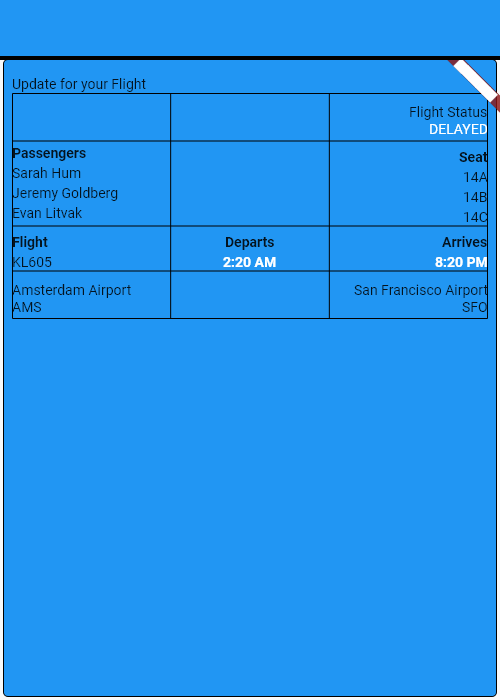 Update for your Flight
Flight Status
DELAYED
Passengers
Seat
Sarah Hum
14A
Jeremy Goldberg
14B
Evan Litvak
14C
Flight
Departs
Arrives
KL605
2:20 AM
8:20 PM
Amsterdam Airport
San Francisco Airport
AMS
SFO